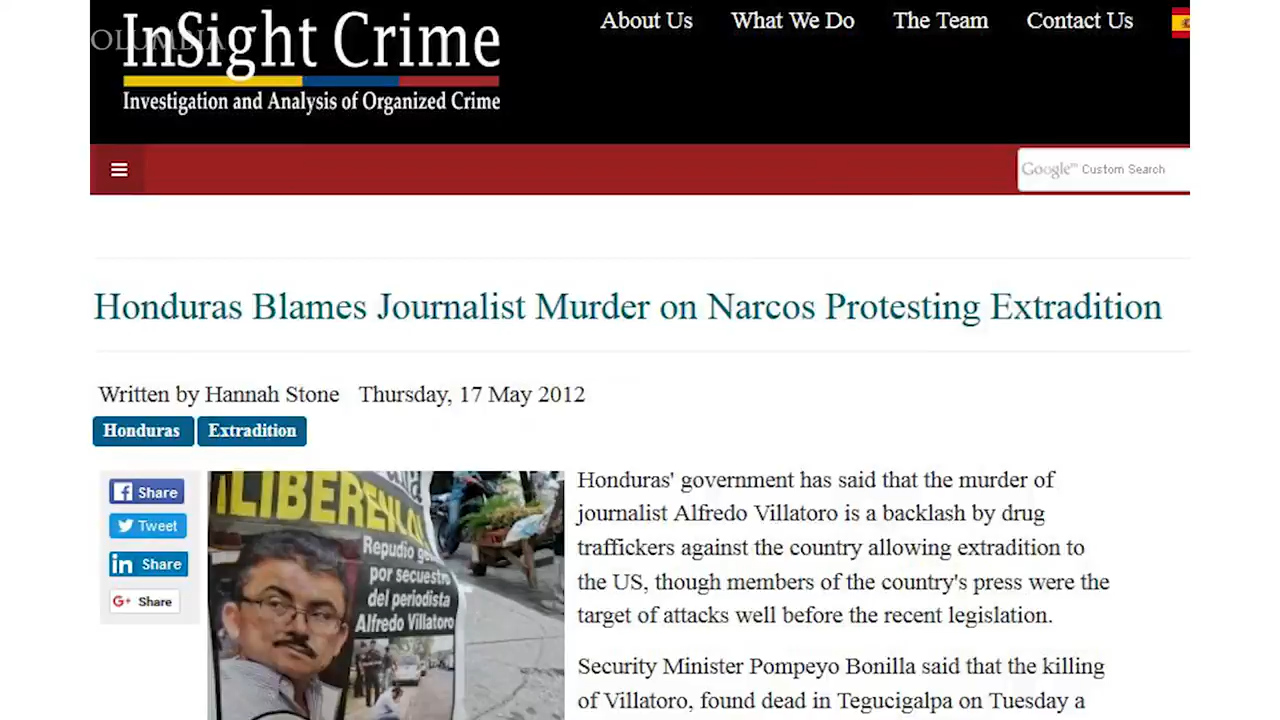 OLUMBIA
InSight Crime
Investigation and Analysis of Organized Crime
About Us What We Do The Team Contact Us
Google™ Custom Search
Honduras Blames Journalist Murder on Narcos Protesting Extradition
Written by Hannah Stone Thursday, 17 May 2012
Honduras Extradition
Share
Tweet
Share
Share
¡LIBERENLO!
Repudio
por secuestro
del periodista
Alfredo Villatoro
Honduras' government has said that the murder of
journalist Alfredo Villatoro is a backlash by drug
traffickers against the country allowing extradition to
the US, though members of the country's press were the
target of attacks well before the recent legislation.
Security Minister Pompeyo Bonilla said that the killing
of Villatoro, found dead in Tegucigalpa on Tuesday a